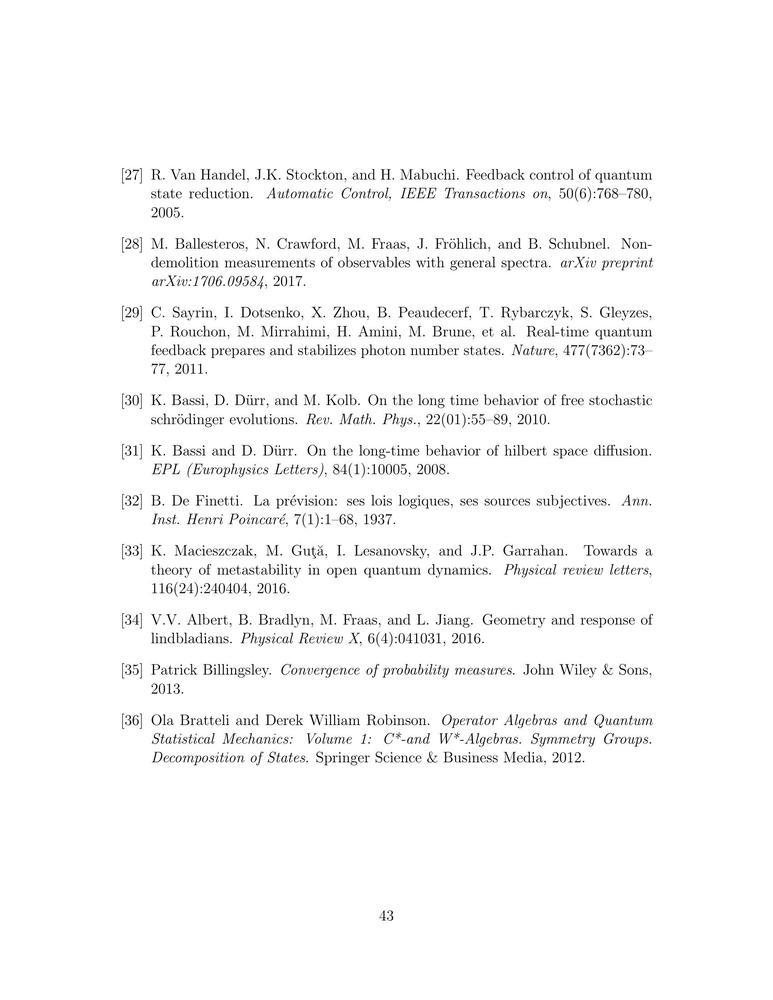 [27] R. Van Handel, J.K. Stockton, and H. Mabuchi. Feedback control of quantum
state reduction. Automatic Control, IEEE Transactions on, 50(6):768–780,
2005.
[28] M. Ballesteros, N. Crawford, M. Fraas, J. Fröhlich, and B. Schubnel. Non-
demolition measurements of observables with general spectra. arXiv preprint
arXiv:1706.09584, 2017.
[29] C. Sayrin, I. Dotsenko, X. Zhou, B. Peaudecerf, T. Rybarczyk, S. Gleyzes,
P. Rouchon, M. Mirrahimi, H. Amini, M. Brune, et al. Real-time quantum
feedback prepares and stabilizes photon number states. Nature, 477(7362):73–
77, 2011.
[30] K. Bassi, D. Dürr, and M. Kolb. On the long time behavior of free stochastic
schrödinger evolutions. Rev. Math. Phys., 22(01):55–89, 2010.
[31] K. Bassi and D. Dürr. On the long-time behavior of hilbert space diffusion.
EPL (Europhysics Letters), 84(1):10005, 2008.
[32] B. De Finetti. La prévision: ses lois logiques, ses sources subjectives. Ann.
Inst. Henri Poincaré, 7(1):1–68, 1937.
[33] K. Macieszczak, M. Guţă, I. Lesanovsky, and J.P. Garrahan. Towards a
theory of metastability in open quantum dynamics. Physical review letters,
116(24):240404, 2016.
[34] V.V. Albert, B. Bradlyn, M. Fraas, and L. Jiang. Geometry and response of
lindbladians. Physical Review X, 6(4):041031, 2016.
[35] Patrick Billingsley. Convergence of probability measures. John Wiley & Sons,
2013.
[36] Ola Bratteli and Derek William Robinson. Operator Algebras and Quantum
Statistical Mechanics: Volume 1: C*-and W*-Algebras. Symmetry Groups.
Decomposition of States. Springer Science & Business Media, 2012.
43